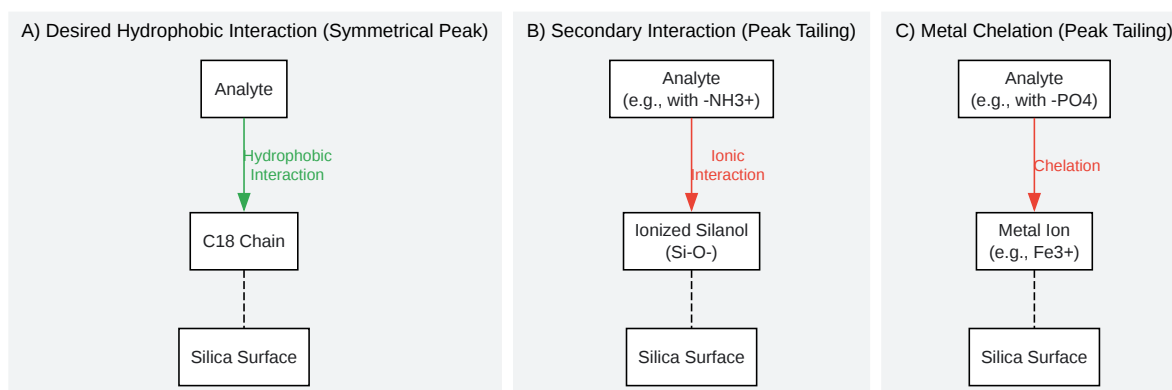 A) Desired Hydrophobic Interaction (Symmetrical Peak)
Analyte
Hydrophobic
Interaction
C18 Chain
Silica Surface
B) Secondary Interaction (Peak Tailing)
Analyte
(e.g., with -NH3+)
Ionic
Interaction
Ionized Silanol
(Si-O-)
Silica Surface
C) Metal Chelation (Peak Tailing)
Analyte
(e.g., with -PO4)
Chelation
Metal Ion
(e.g., Fe3+)
Silica Surface